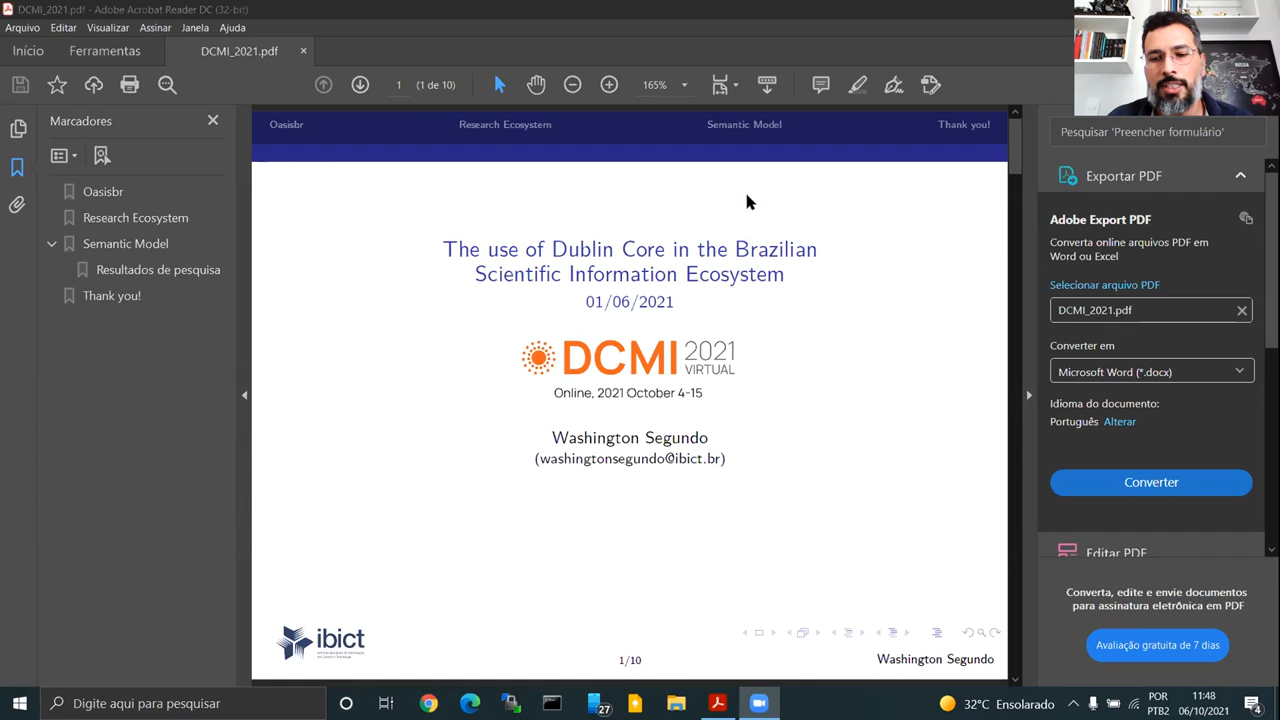 DCMI_2021.pdf - Adobe Acrobat Reader DC (32-bit)
Arquivo Editar Visualizar Assinar Janela Ajuda
Início Ferramentas DCMI_2021.pdf ×
1 (1 de 10) 165%
Marcadores
Oasisbr
Research Ecosystem
Semantic Model
Resultados de pesquisa
Thank you!
Oasisbr Research Ecosystem Semantic Model Thank you!
The use of Dublin Core in the Brazilian
Scientific Information Ecosystem
01/06/2021
DCMI 2021
VIRTUAL
Online, 2021 October 4-15
Washington Segundo
(washingtonsegundo@ibict.br)
ibict
1/10
Washington Segundo
RUSSIA
Pesquisar 'Preencher formulário'
Exportar PDF
Adobe Export PDF
Converta online arquivos PDF em
Word ou Excel
Selecionar arquivo PDF
DCMI_2021.pdf
Converter em
Microsoft Word (*.docx)
Idioma do documento:
Português Alterar
Converter
Editar PDF
Converta, edite e envie documentos
para assinatura eletrônica em PDF
Avaliação gratuita de 7 dias
Digite aqui para pesquisar
27
32°C Ensolarado
POR
PTB2
11:48
06/10/2021
4